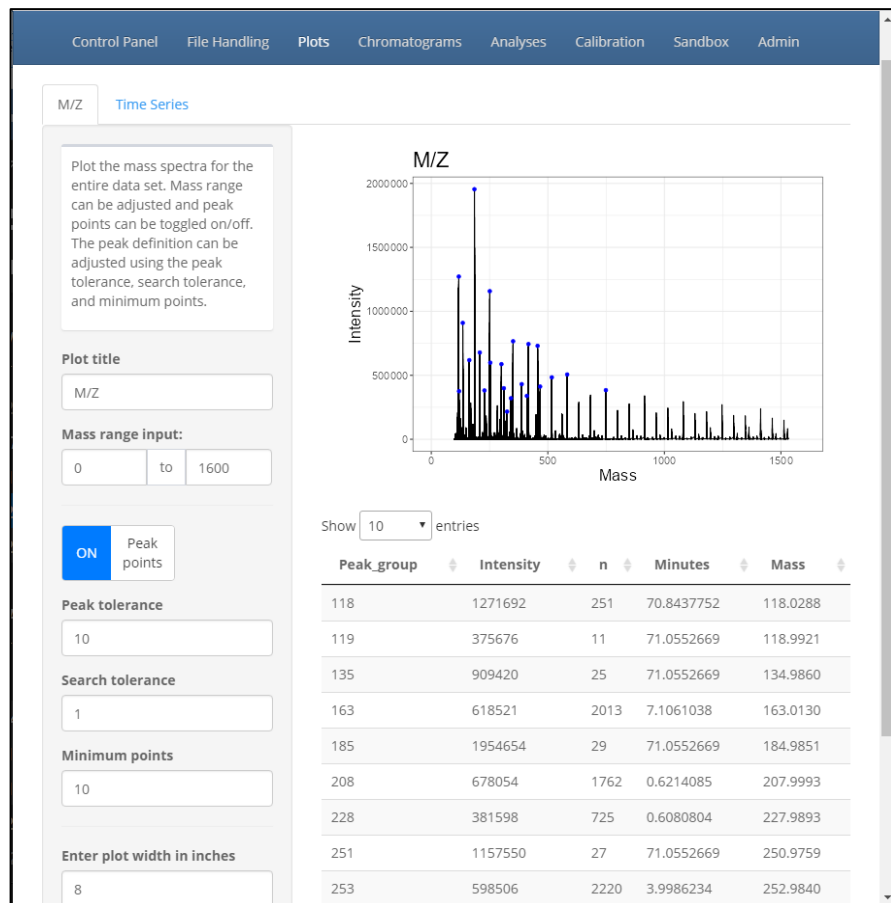 Control Panel File Handling Plots Chromatograms Analyses Calibration Sandbox Admin
M/Z Time Series
Plot the mass spectra for the
entire data set. Mass range
can be adjusted and peak
points can be toggled on/off.
The peak definition can be
adjusted using the peak
tolerance, search tolerance,
and minimum points.
Plot title
M/Z
Mass range input:
0 to 1600
ON Peak
points
Peak tolerance
10
Search tolerance
1
Minimum points
10
Enter plot width in inches
8
M/Z
2000000
1500000
1000000
500000
0
Intensity
0 500 1000 1500
Mass
Show 10 entries
Peak_group Intensity n Minutes Mass
118 1271692 251 70.8437752 118.0288
119 375676 11 71.0552669 118.9921
135 909420 25 71.0552669 134.9860
163 618521 2013 7.1061038 163.0130
185 1954654 29 71.0552669 184.9851
208 678054 1762 0.6214085 207.9993
228 381598 725 0.6080804 227.9893
251 1157550 27 71.0552669 250.9759
253 598506 2220 3.9986234 252.9840